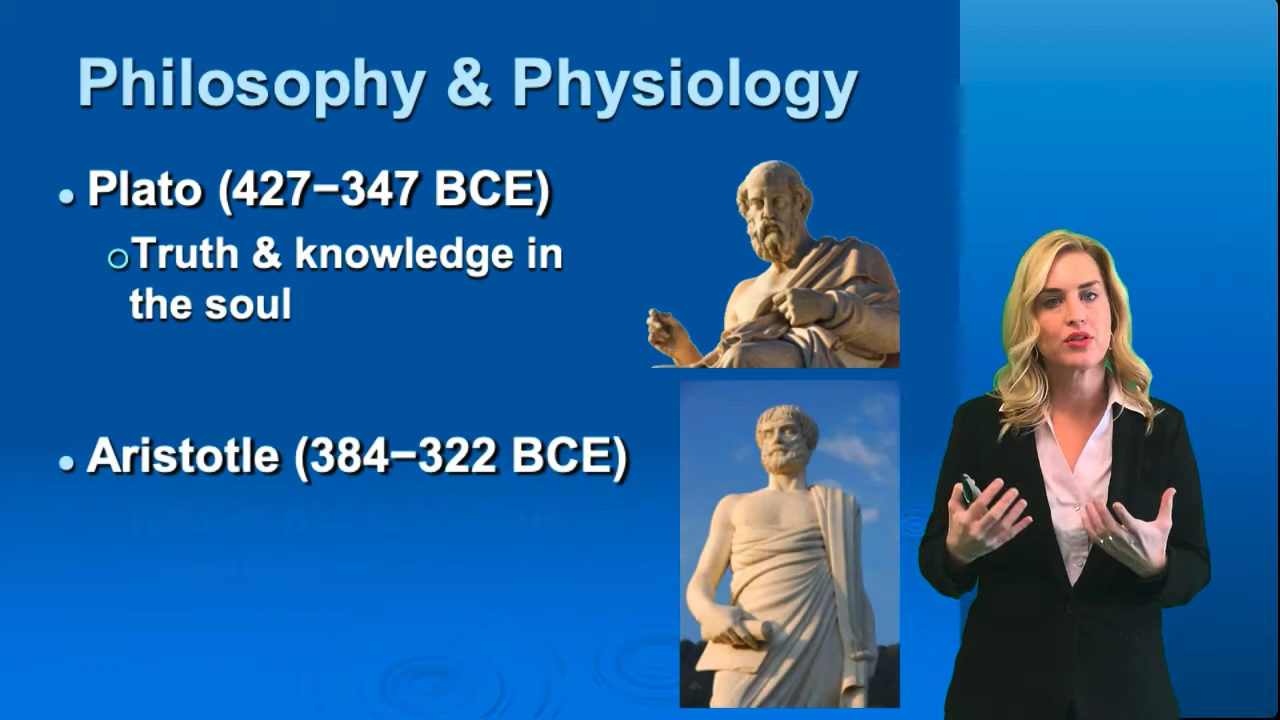 Philosophy & Physiology
Plato (427–347 BCE)
Truth & knowledge in
the soul
Aristotle (384–322 BCE)